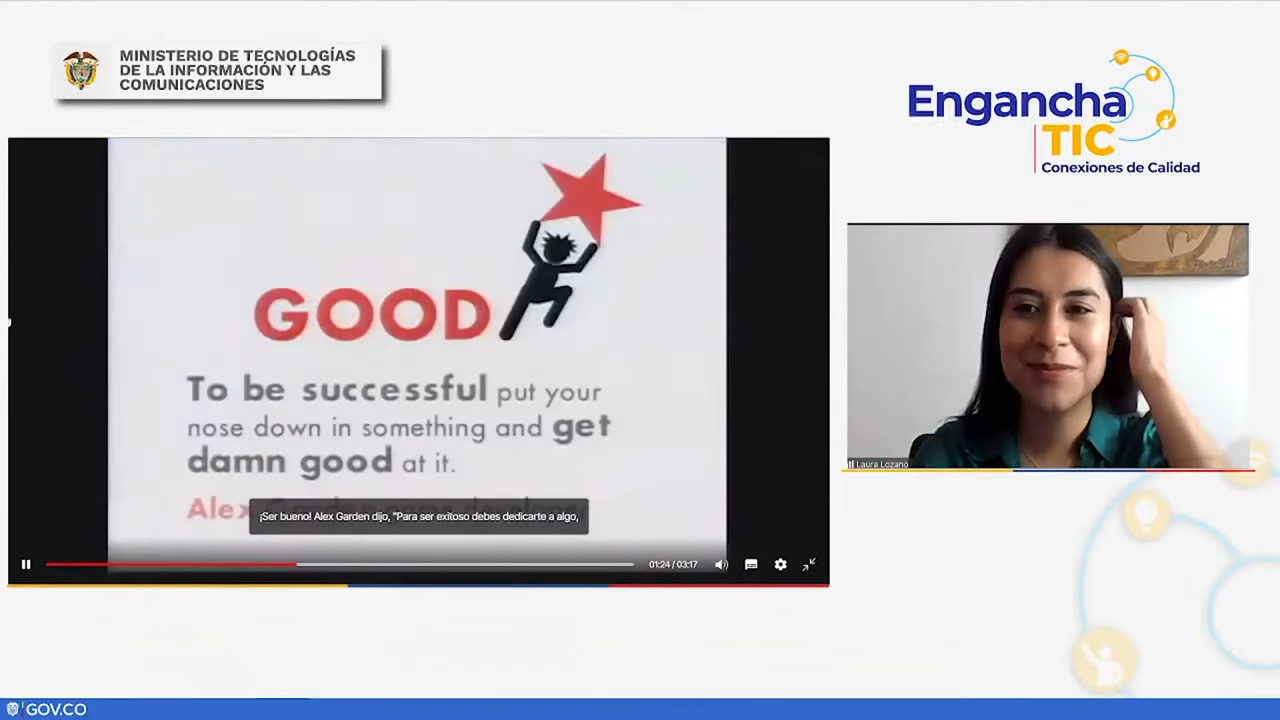 MINISTERIO DE TECNOLOGÍAS
DE LA INFORMACIÓN Y LAS
COMUNICACIONES
Engancha
TIC
Conexiones de Calidad
GOOD
To be successful put your
nose down in something and get
damn good at it.
Alex
¡Ser bueno! Alex Garden dijo, "Para ser exitoso debes dedicarte a algo,
01:24 / 03:17
Laura Lozano
GOV.CO